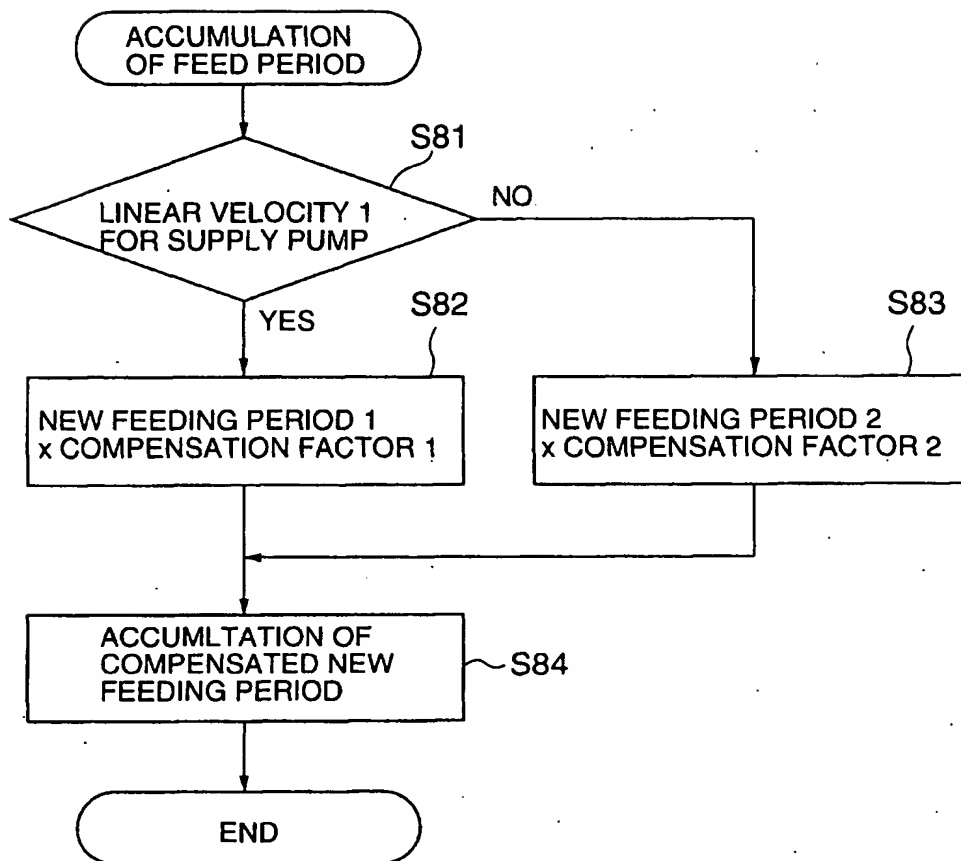 ACCUMULATION
OF FEED PERIOD
S81
LINEAR VELOCITY 1
FOR SUPPLY PUMP
NO
YES
S82
S83
NEW FEEDING PERIOD 1
x COMPENSATION FACTOR 1
NEW FEEDING PERIOD 2
x COMPENSATION FACTOR 2
ACCUMLTATION OF
COMPENSATED NEW
FEEDING PERIOD
S84
END